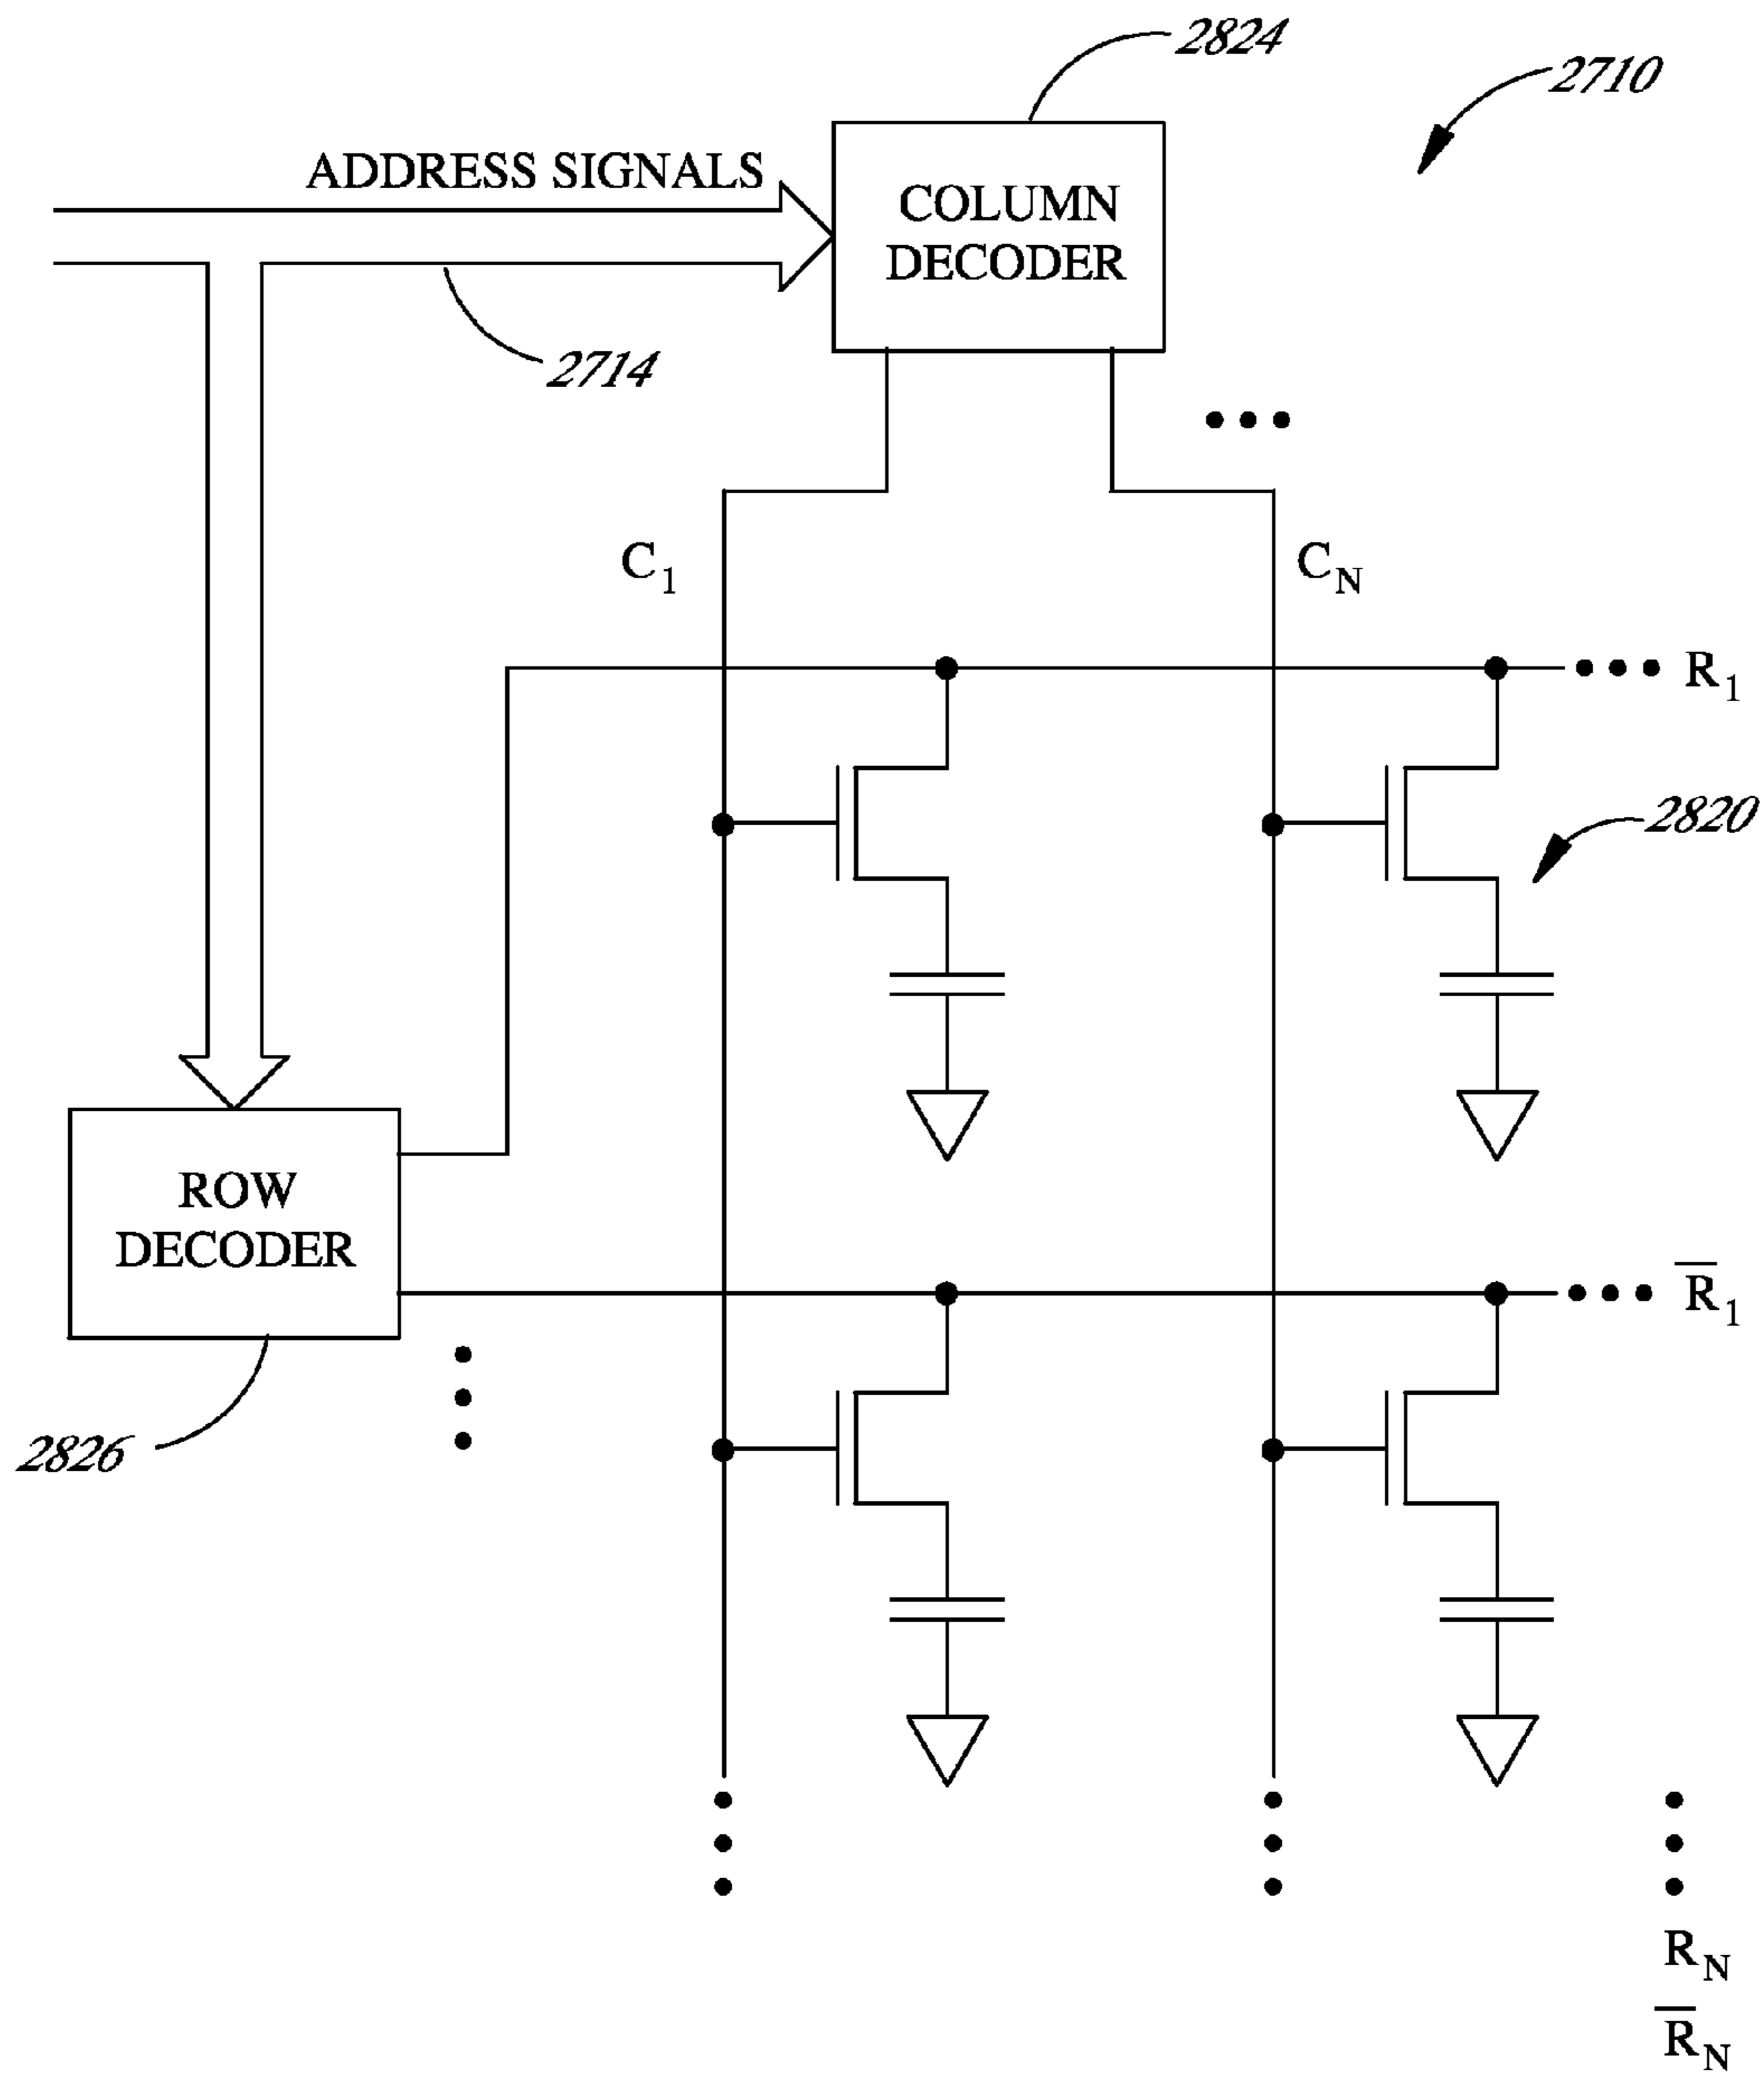 2824
2710
ADDRESS SIGNALS
COLUMN
DECODER
2714
C1
CN
R1
2820
ROW
DECODER
R̅1
2826
RN
R̅N